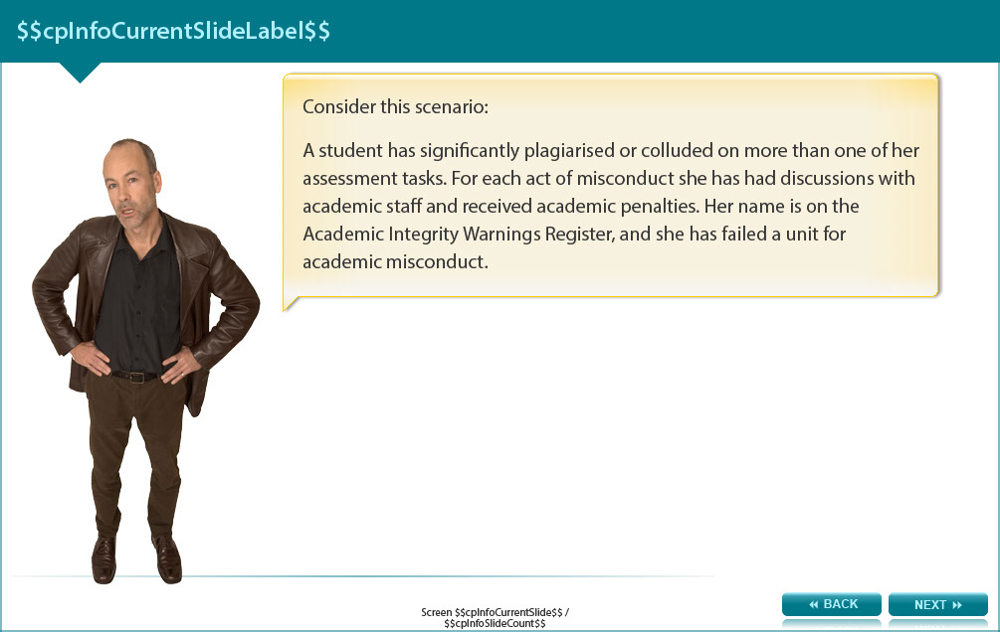 $$cpInfoCurrentSlideLabel$$
Consider this scenario:
A student has significantly plagiarised or colluded on more than one of her
assessment tasks. For each act of misconduct she has had discussions with
academic staff and received academic penalties. Her name is on the
Academic Integrity Warnings Register, and she has failed a unit for
academic misconduct.
Screen $$cpInfoCurrentSlide$$ /
$$cpInfoSlideCount$$
BACK
NEXT